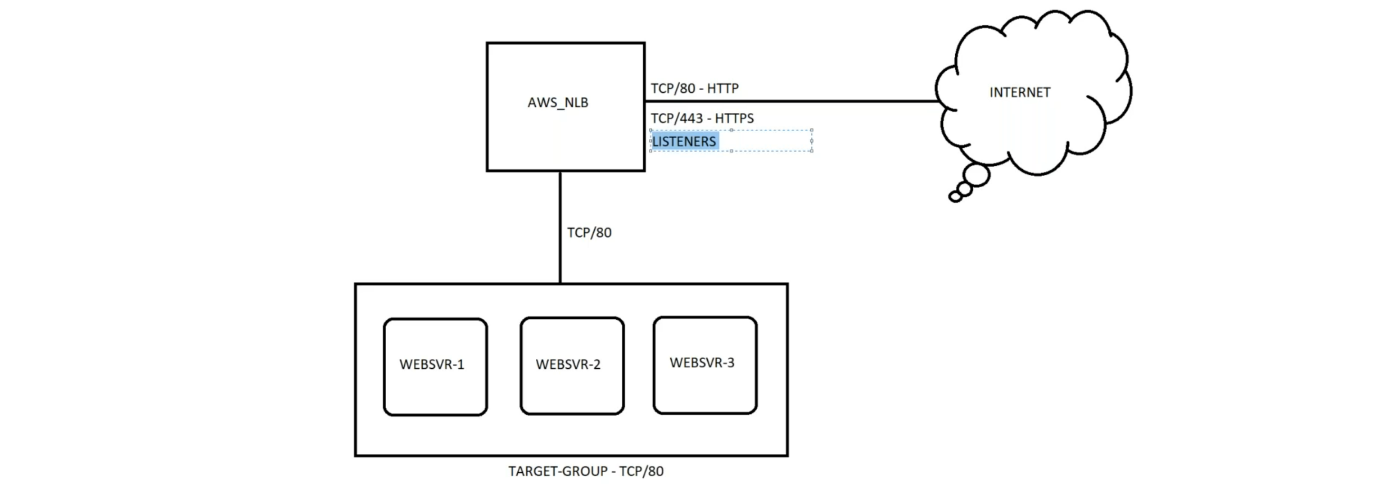 AWS_NLB
TCP/80 - HTTP
TCP/443 - HTTPS
LISTENERS
INTERNET
TCP/80
WEBSVR-1
WEBSVR-2
WEBSVR-3
TARGET-GROUP - TCP/80